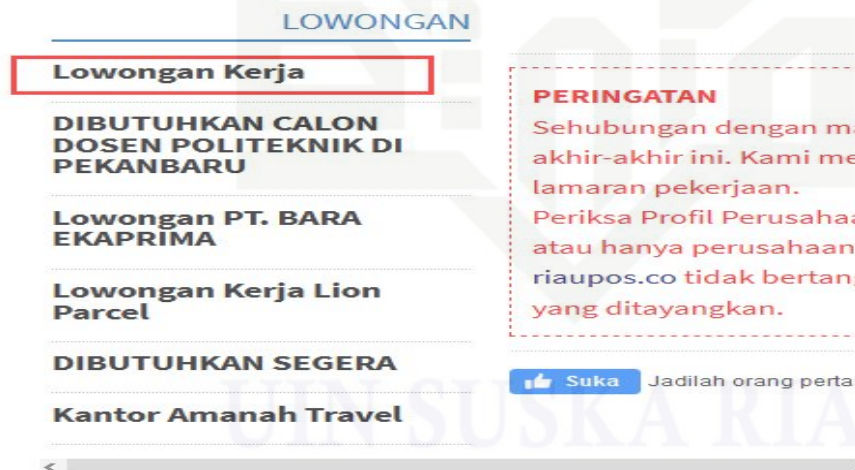 LOWONGAN
Lowongan Kerja
DIBUTUHKAN CALON
DOSEN POLITEKNIK DI
PEKANBARU
Lowongan PT. BARA
EKAPRIMA
Lowongan Kerja Lion
Parcel
DIBUTUHKAN SEGERA
Kantor Amanah Travel
PERINGATAN
Sehubungan dengan
akhir-akhir ini. Kami
lamaran pekerjaan.
Periksa Profil
atau hanya perusahaan
riaupos.co tidak
yang ditayangkan.
Suka Jadilah orang
UIN SUSKA